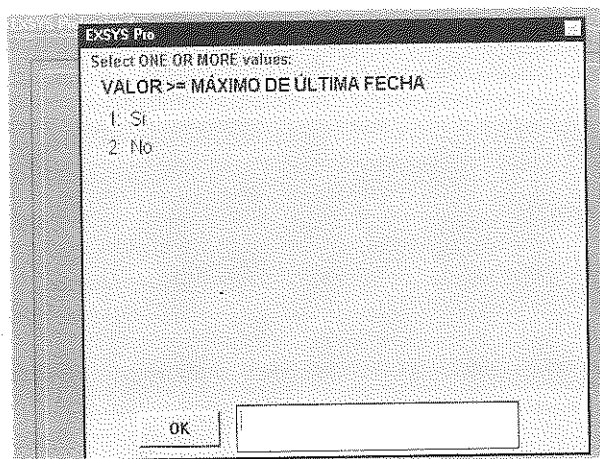 EXSYS Pro
Select ONE OR MORE values:
VALOR >= MÁXIMO DE ÚLTIMA FECHA
1. Si
2. No
OK